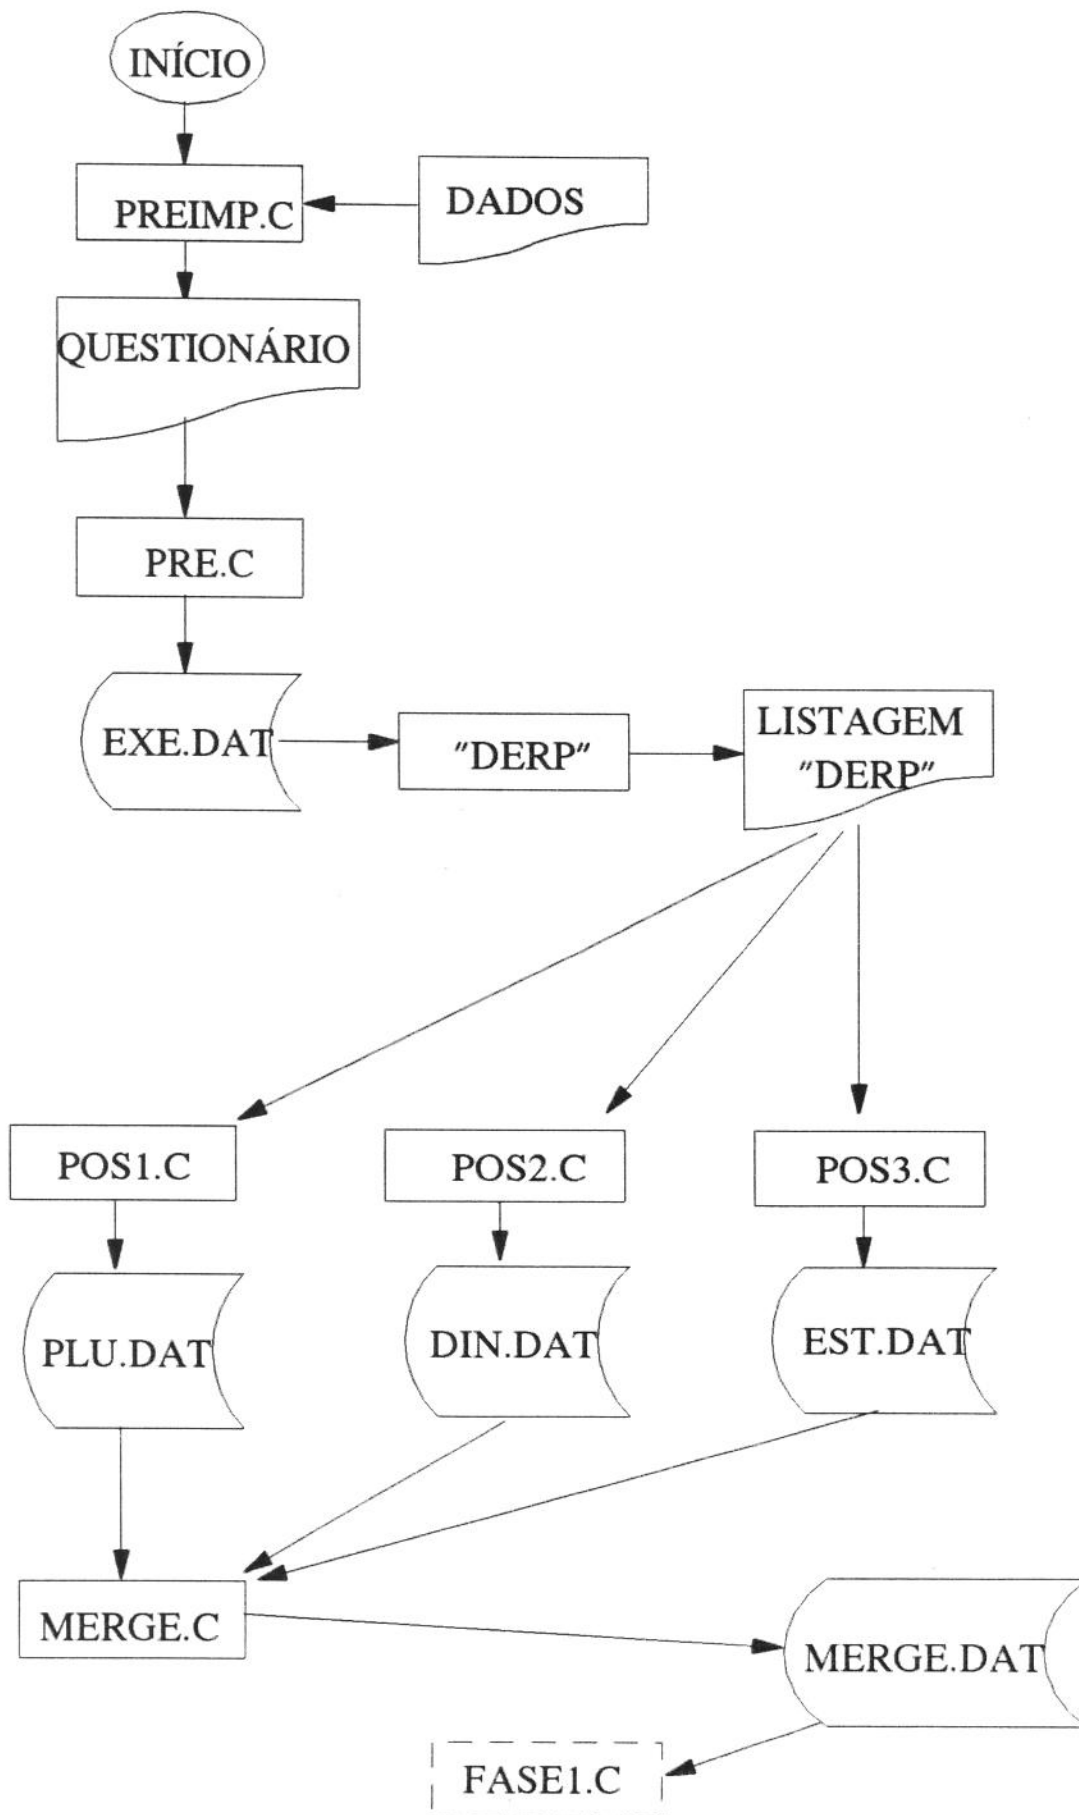 INÍCIO
PREIMP.C
DADOS
QUESTIONÁRIO
PRE.C
EXE.DAT
"DERP"
LISTAGEM
"DERP"
POS1.C
POS2.C
POS3.C
PLU.DAT
DIN.DAT
EST.DAT
MERGE.C
MERGE.DAT
FASE1.C